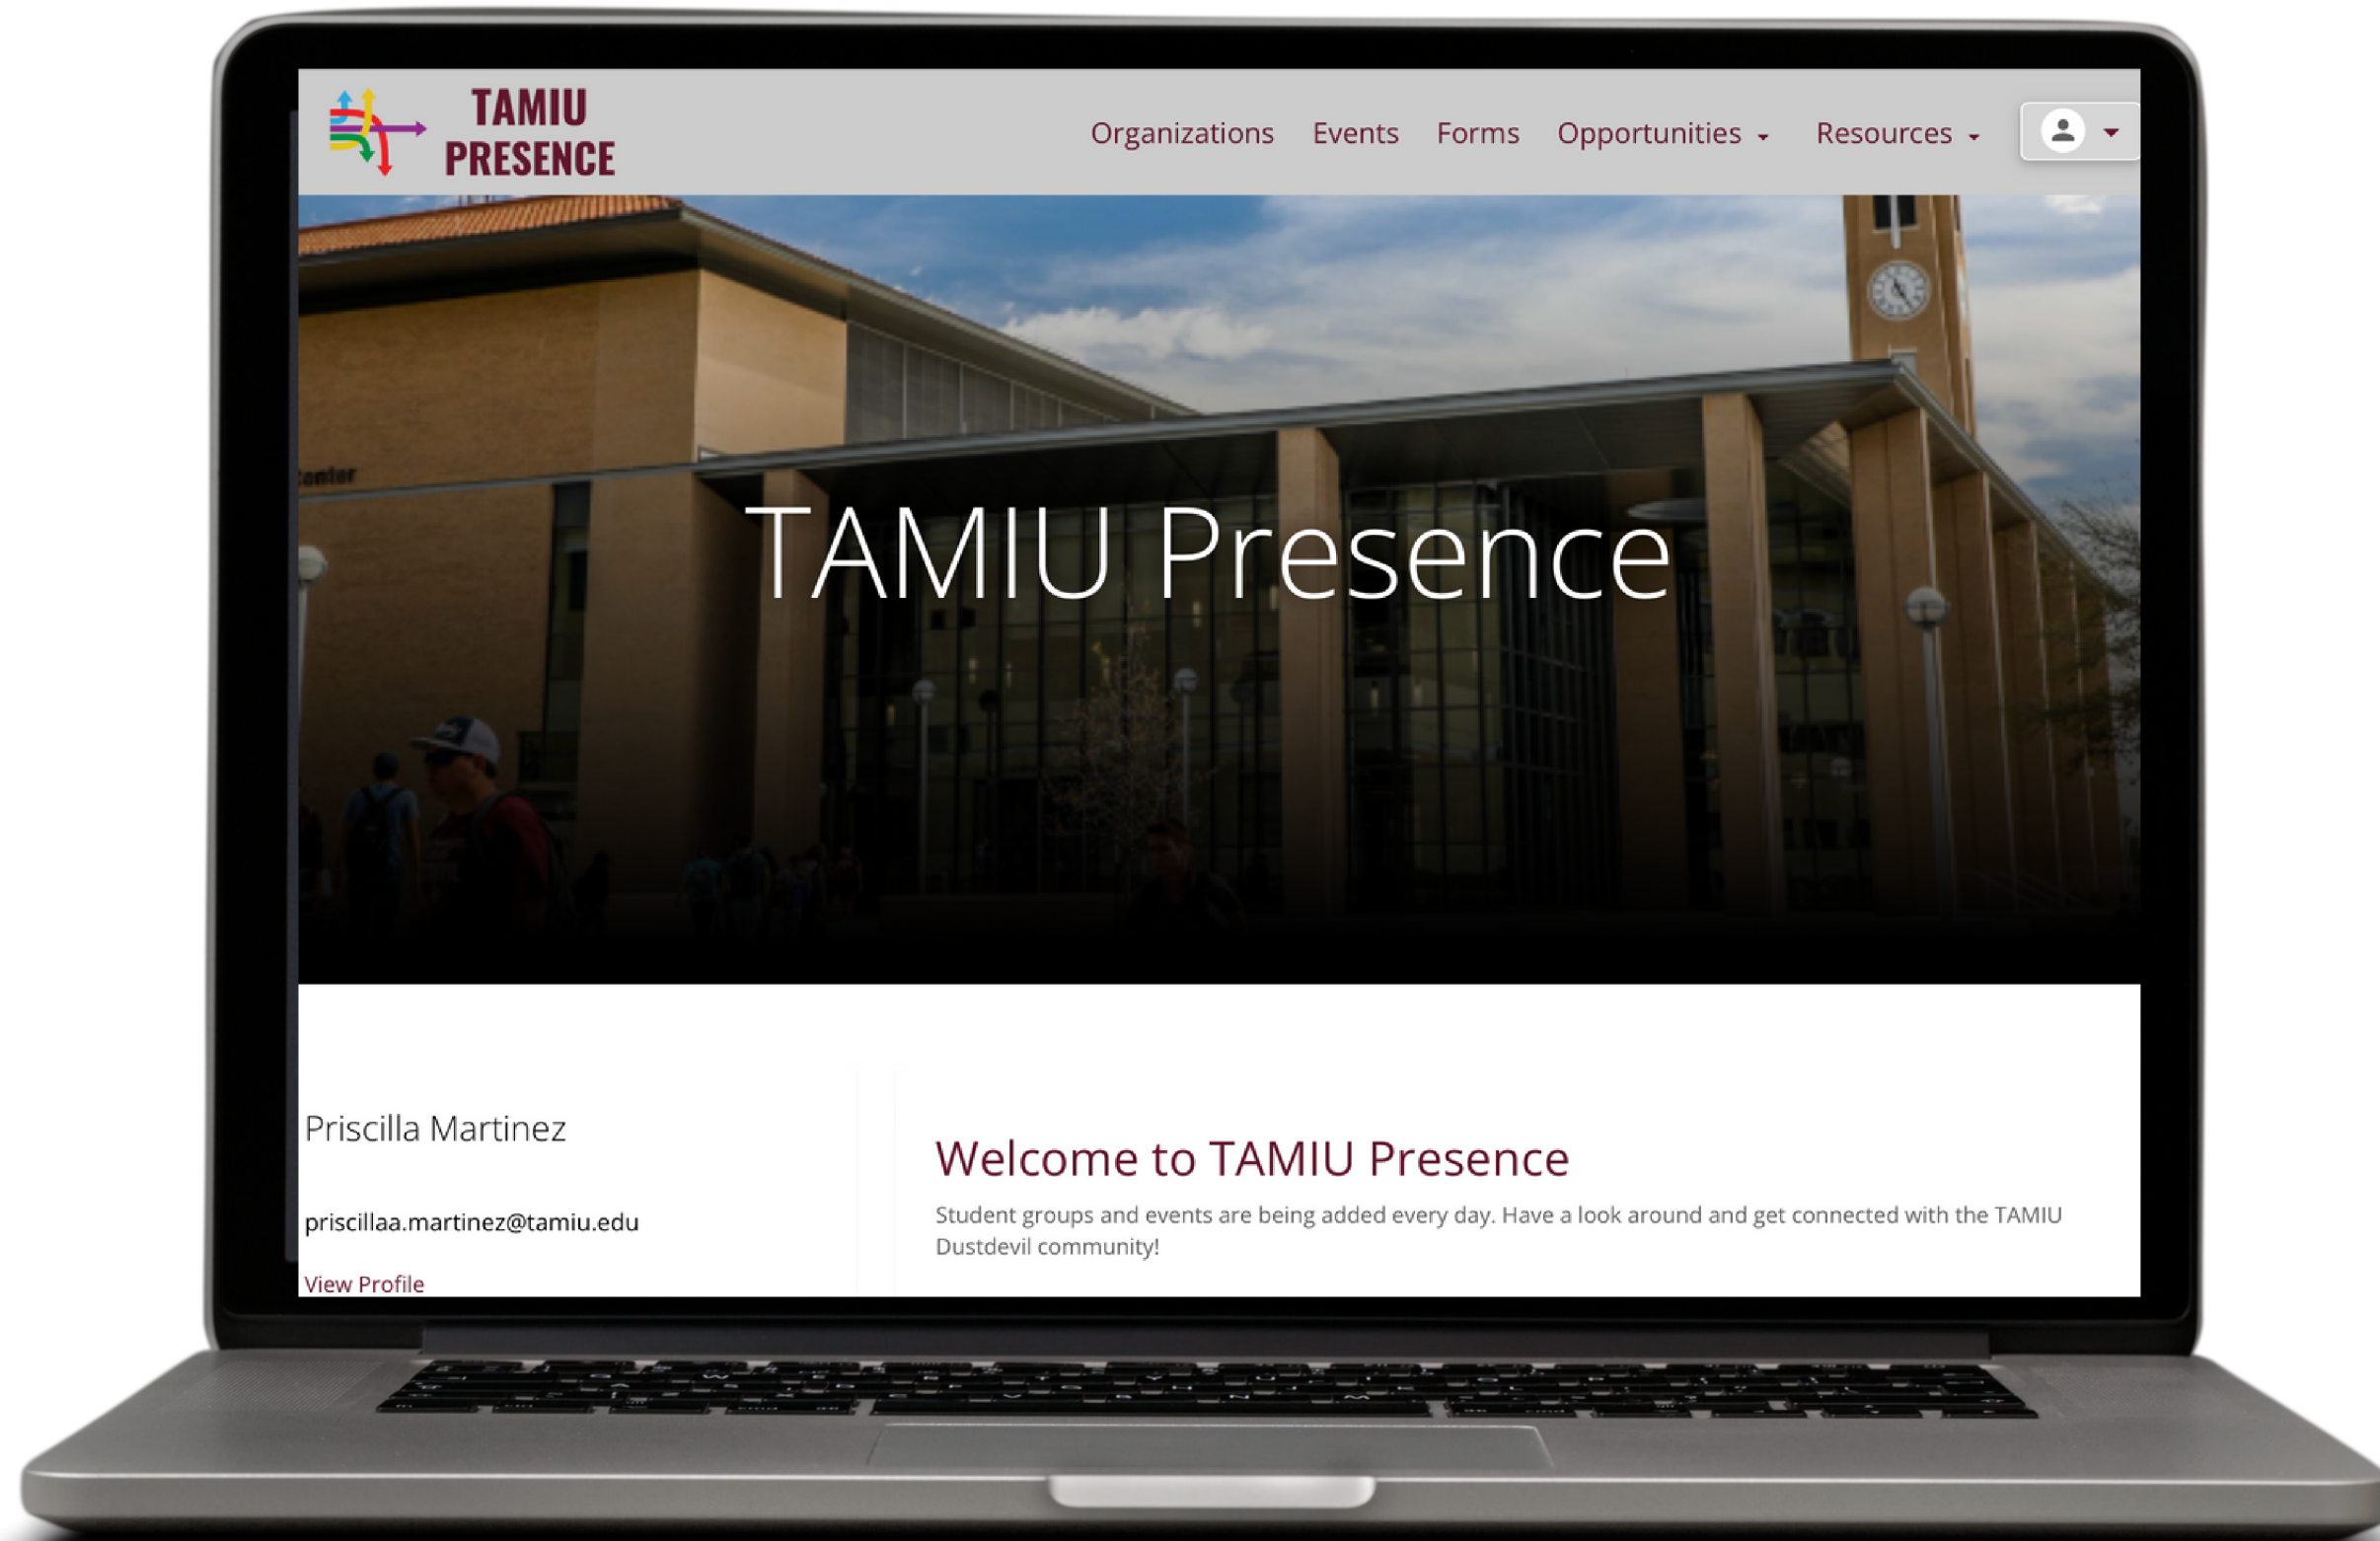 TAMIU
PRESENCE
Organizations Events Forms Opportunities Resources
Center
TAMIU Presence
Priscilla Martinez
priscillaa.martinez@tamiu.edu
View Profile
Welcome to TAMIU Presence
Student groups and events are being added every day. Have a look around and get connected with the TAMIU
Dustdevil community!